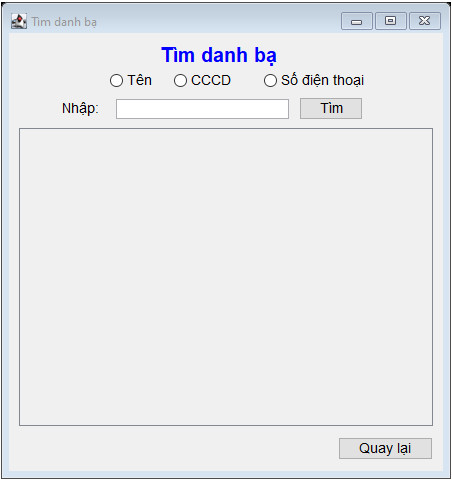 Tìm danh bạ
Tìm danh bạ
Tên CCCD Số điện thoại
Nhập: Tìm
Quay lại